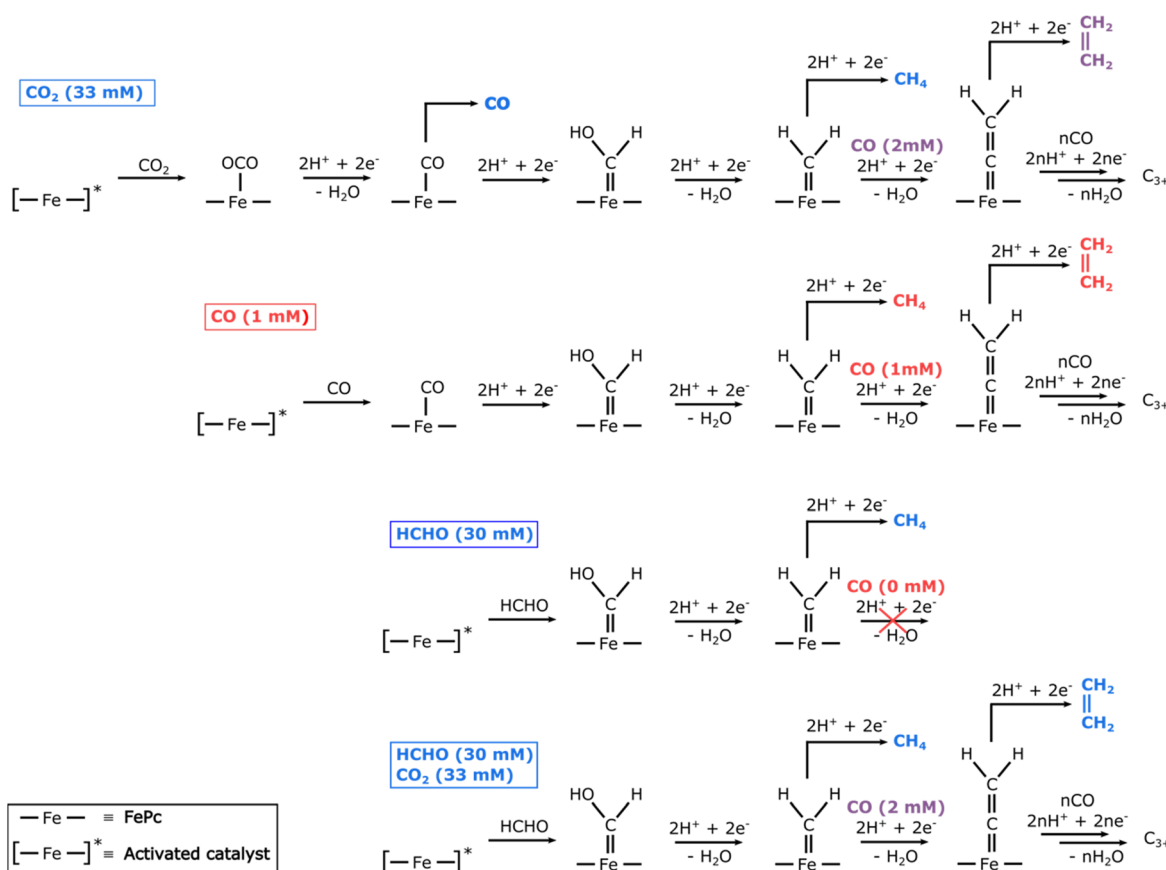 2H⁺ + 2e⁻ CH₂
CH₂
2H⁺ + 2e⁻ CH₄
H H
C
CO₂ (33 mM)
CO
HO H
C
H H
C
CO (2mM)
C
nCO
CO₂
OCO
2H⁺ + 2e⁻
CO
2H⁺ + 2e⁻
2H⁺ + 2e⁻
2H⁺ + 2e⁻
2nH⁺ + 2ne⁻
[—Fe—]*
—Fe—
- H₂O
—Fe—
—Fe—
- H₂O
—Fe—
- H₂O
—Fe—
- nH₂O
C₃₊
2H⁺ + 2e⁻ CH₂
CH₂
2H⁺ + 2e⁻ CH₄
H H
C
CO (1 mM)
HO H
C
H H
C
CO (1mM)
C
nCO
CO
CO
2H⁺ + 2e⁻
2H⁺ + 2e⁻
2H⁺ + 2e⁻
2nH⁺ + 2ne⁻
[—Fe—]*
—Fe—
—Fe—
- H₂O
—Fe—
- H₂O
—Fe—
- nH₂O
C₃₊
2H⁺ + 2e⁻ CH₄
HCHO (30 mM)
HO H
C
H H
C
CO (0 mM)
HCHO
2H⁺ + 2e⁻
2H⁺ + 2e⁻
[—Fe—]*
—Fe—
- H₂O
—Fe—
- H₂O
2H⁺ + 2e⁻ CH₂
CH₂
2H⁺ + 2e⁻ CH₄
H H
C
HCHO (30 mM)
CO₂ (33 mM)
HO H
C
H H
C
CO (2 mM)
C
nCO
HCHO
2H⁺ + 2e⁻
2H⁺ + 2e⁻
2nH⁺ + 2ne⁻
[—Fe—]*
—Fe—
- H₂O
—Fe—
- H₂O
—Fe—
- nH₂O
C₃₊
—Fe— ≡ FePc
[—Fe—]* ≡ Activated catalyst